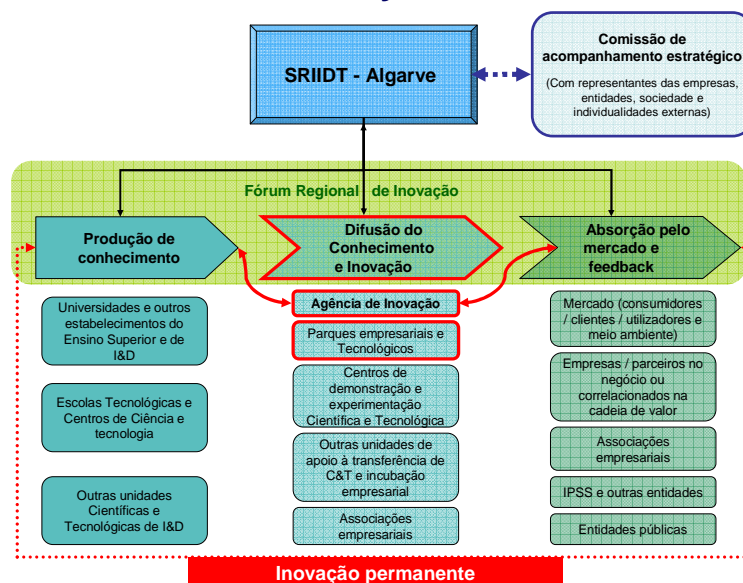 SRIIDT - Algarve
Comissão de
acompanhamento estratégico
(Com representantes das empresas,
entidades, sociedade e
individualidades externas)
Fórum Regional de Inovação
Produção de
conhecimento
Difusão do
Conhecimento
e Inovação
Absorção pelo
mercado e
feedback
Universidades e outros
estabelecimentos do
Ensino Superior e de
I&D
Escolas Tecnológicas e
Centros de Ciência e
tecnologia
Outras unidades
Científicas e
Tecnológicas de I&D
Agência de Inovação
Parques empresariais e
Tecnológicos
Centros de
demonstração e
experimentação
Científica e Tecnológica
Outras unidades de
apoio à transferência de
C&T e incubação
empresarial
Associações
empresariais
Mercado (consumidores
/ clientes / utilizadores e
meio ambiente)
Empresas / parceiros no
negócio ou
correlacionados na
cadeia de valor
Associações
empresariais
IPSS e outras entidades
Entidades públicas
Inovação permanente